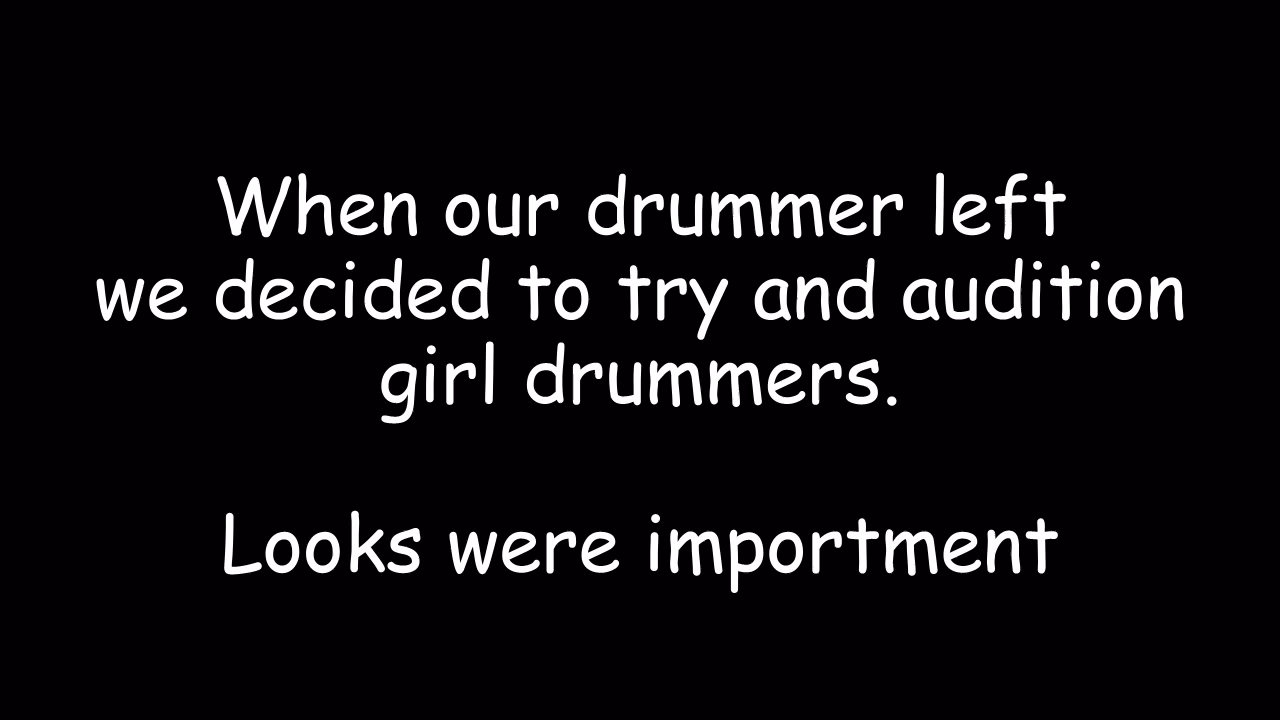 When our drummer left
we decided to try and audition
girl drummers.
Looks were importment